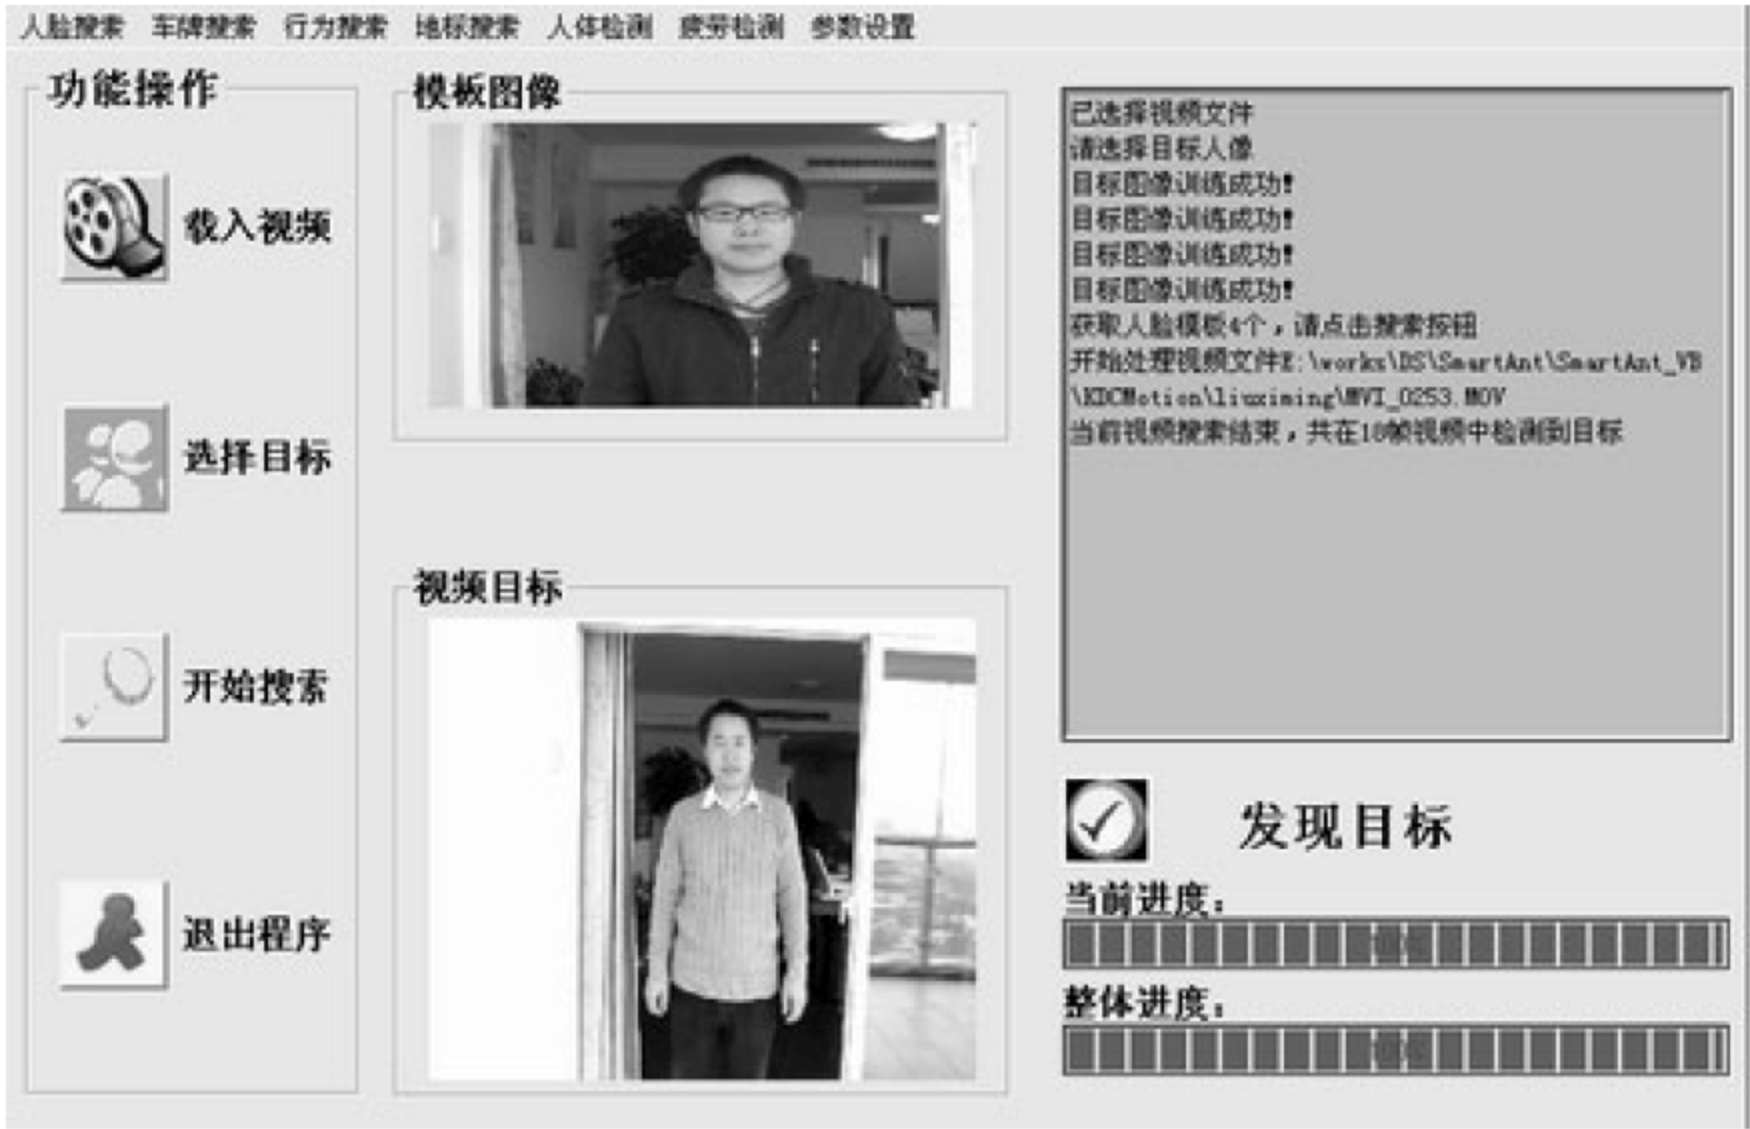 人脸搜索 车牌搜索 行为搜索 地标搜索 人体检测 疲劳检测 参数设置
功能操作
载入视频
选择目标
开始搜索
退出程序
模板图像
视频目标
已选择视频文件
请选择目标人像
目标图像训练成功!
目标图像训练成功!
目标图像训练成功!
目标图像训练成功!
获取人脸模板4个,请点击搜索按钮
开始处理视频文件E:\works\DS\SmartAnt\SmartAnt_VB
\KDCMotion\liuximing\MVI_0253.MOV
当前视频搜索结束,共在18帧视频中检测到目标
发现目标
当前进度:
100%
整体进度:
100%